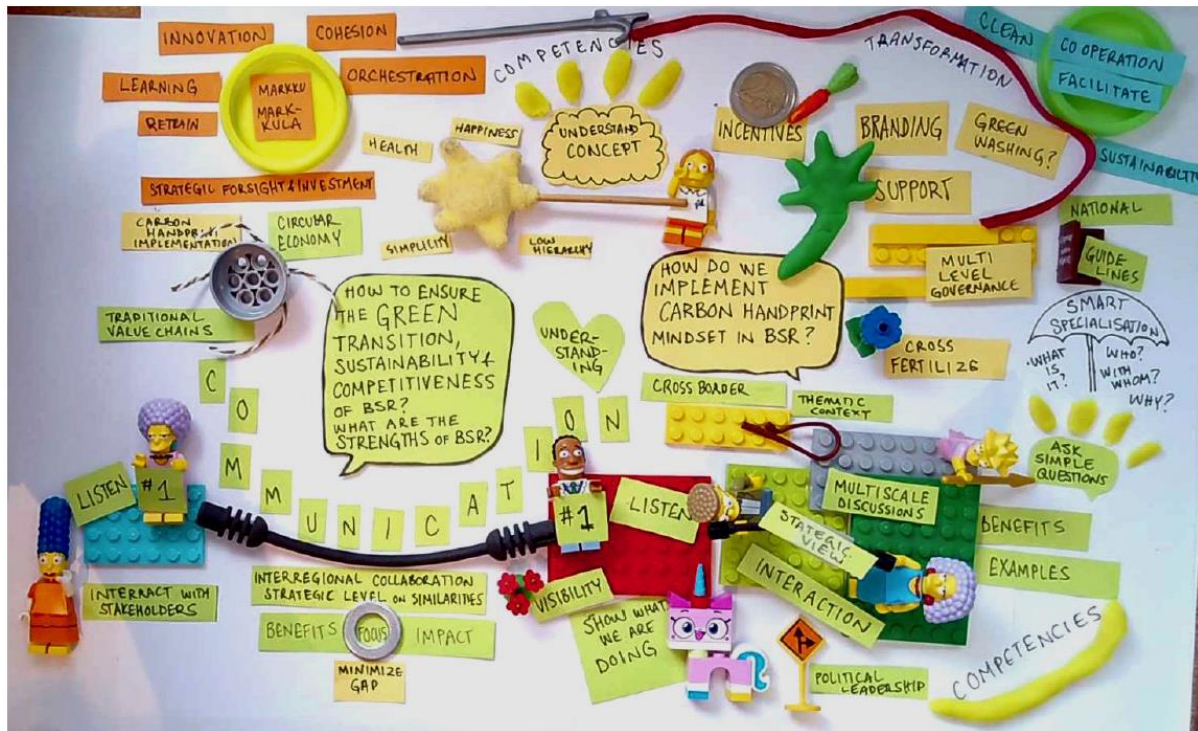 INNOVATION
COHESION
LEARNING
ORCHESTRATION
MARKKU
MARK-
KULA
RETAIN
STRATEGIC FORSIGHT & INVESTMENT
COMPETENCIES
UNDERSTAND
CONCEPT
HAPPINESS
HEALTH
SIMPLICITY
LOW
HIERARCHY
INCENTIVES
BRANDING
SUPPORT
GREEN
WASHING?
TRANSFORMATION
CLEAN
COOPERATION
FACILITATE
SUSTAINABILITY
NATIONAL
GUIDE
LINES
MULTI
LEVEL
GOVERNANCE
CROSS
FERTILIZE
CARBON
HANDPRINT
IMPLEMENTATION
CIRCULAR
ECONOMY
TRADITIONAL
VALUE CHAINS
HOW TO ENSURE
THE GREEN
TRANSITION,
SUSTAINABILITY &
COMPETITIVENESS
OF BSR?
WHAT ARE THE
STRENGTHS OF BSR?
UNDER-
STAND-
ING
HOW DO WE
IMPLEMENT
CARBON HANDPRINT
MINDSET IN BSR?
SMART
SPECIALISATION
WHAT
IS
IT?
WHO?
WITH
WHOM?
WHY?
CROSS BORDER
THEMATIC
CONTEXT
ASK
SIMPLE
QUESTIONS
COMMUNICATION
LISTEN
#1
INTERACT WITH
STAKEHOLDERS
INTERREGIONAL COLLABORATION
STRATEGIC LEVEL ON SIMILARITIES
BENEFITS
FOCUS
IMPACT
MINIMIZE
GAP
#1
LISTEN
VISIBILITY
SHOW WHAT
WE ARE
DOING
MULTISCALE
DISCUSSIONS
STATEGIC
VIEW
INTERACTION
BENEFITS
EXAMPLES
POLITICAL
LEADERSHIP
COMPETENCIES